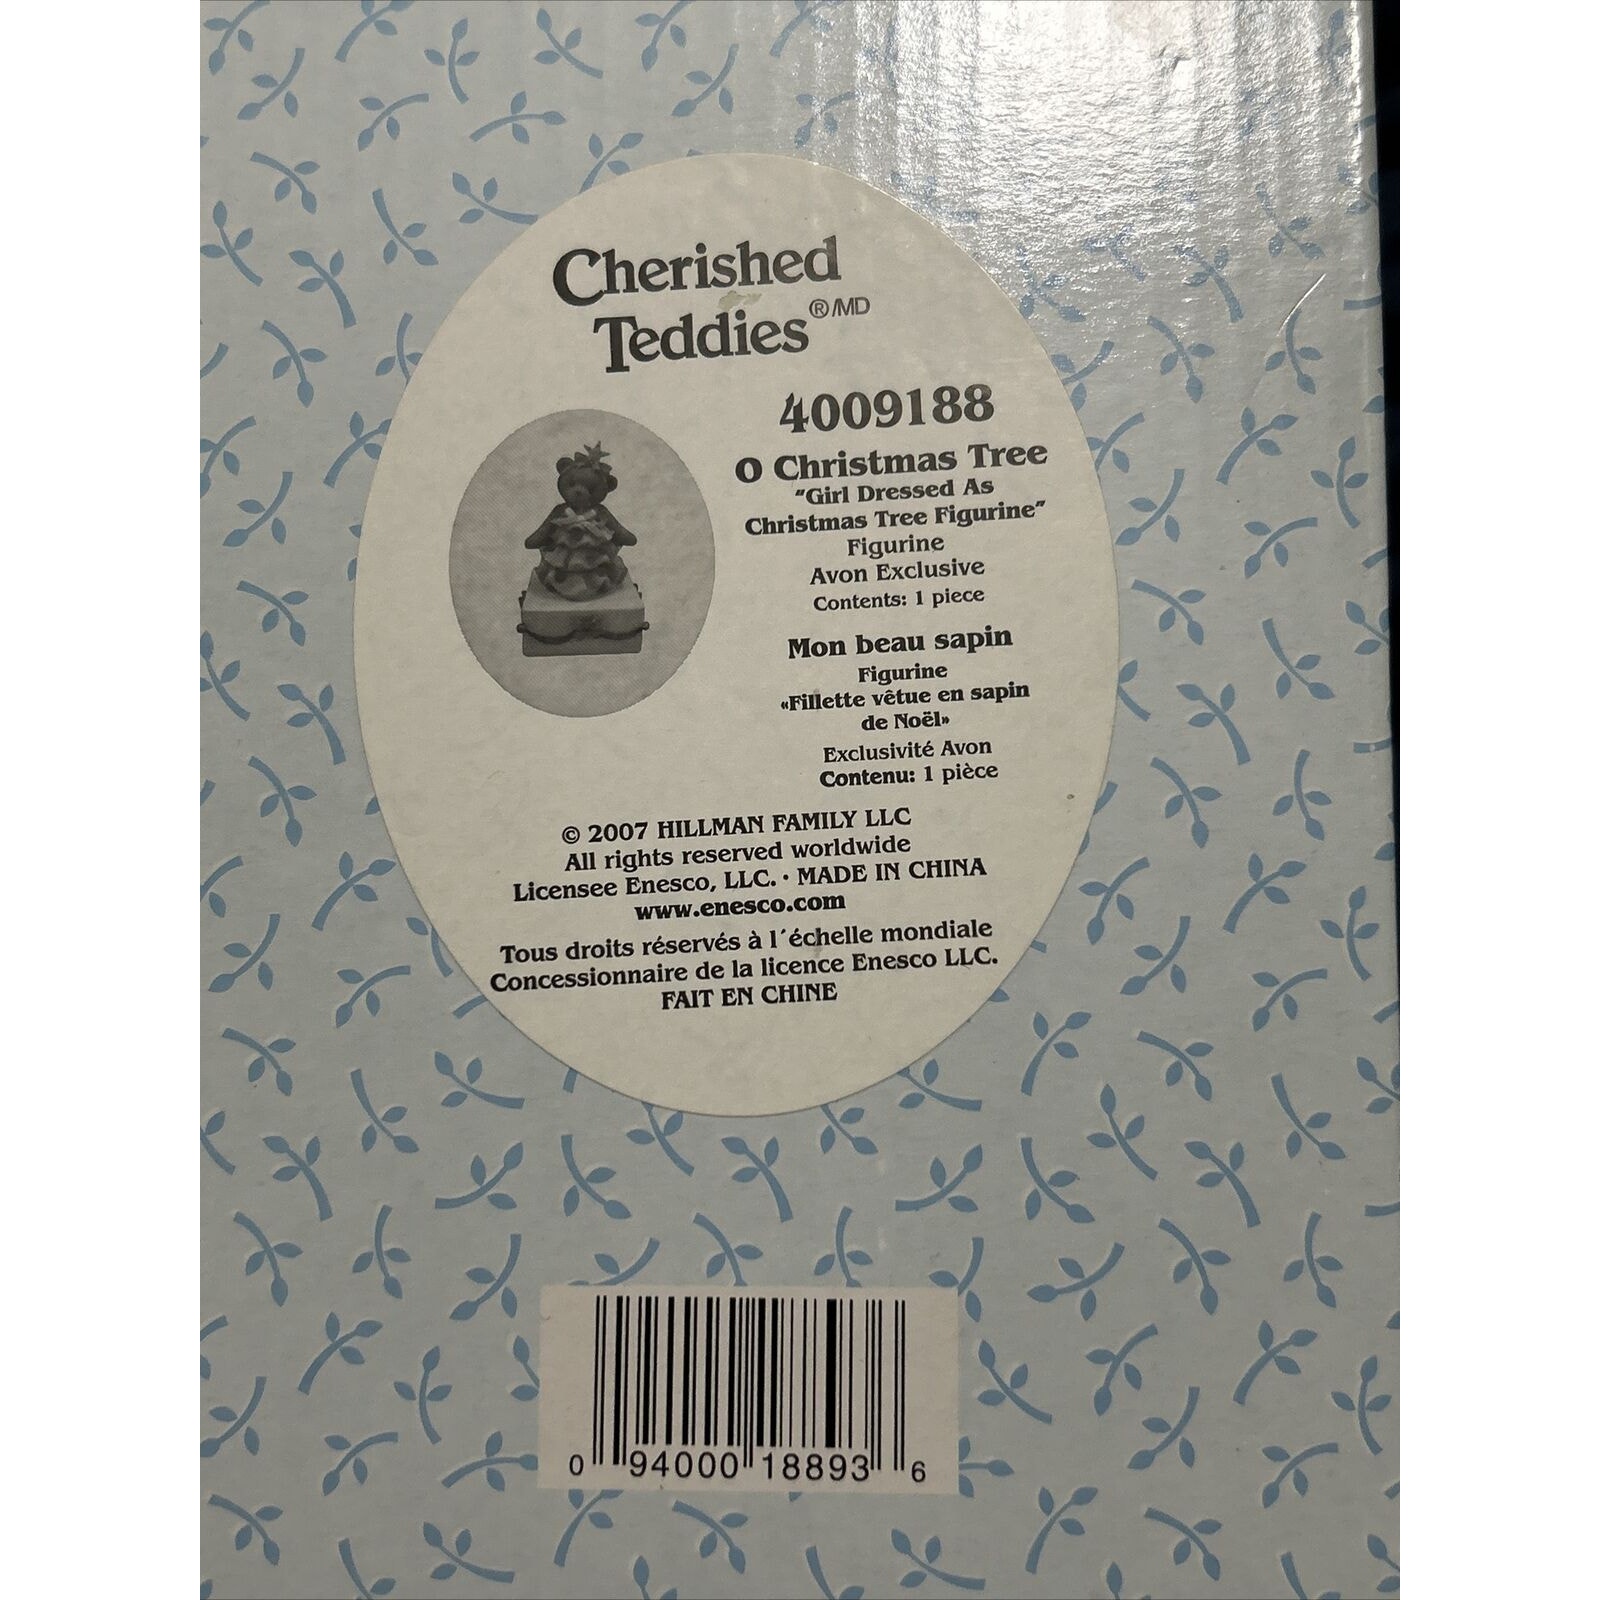 Cherished
Teddies®/MD
4009188
O Christmas Tree
"Girl Dressed As
Christmas Tree Figurine"
Figurine
Avon Exclusive
Contents: 1 piece
Mon beau sapin
Figurine
«Fillette vêtue en sapin
de Noël»
Exclusivité Avon
Contenu: 1 pièce
© 2007 HILLMAN FAMILY LLC
All rights reserved worldwide
Licensee Enesco, LLC. • MADE IN CHINA
www.enesco.com
Tous droits réservés à l´échelle mondiale
Concessionnaire de la licence Enesco LLC.
FAIT EN CHINE
0 94000 18893 6